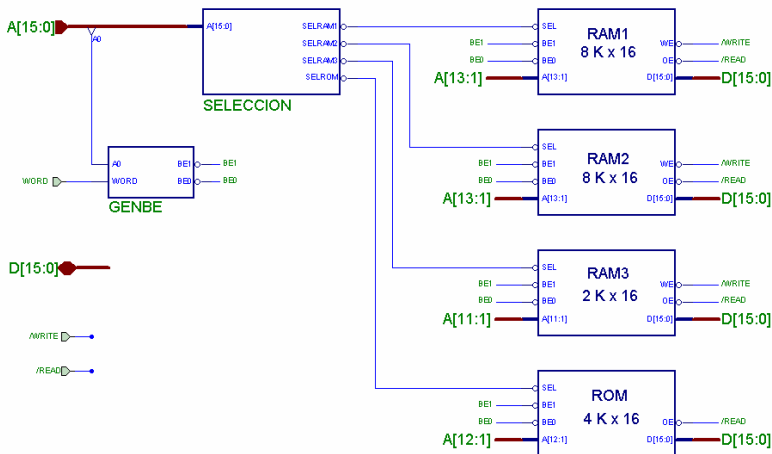 A[15:0]
A0
A[15:0]
SELRAM1
SELRAM2
SELRAM3
SELROM
SELECCION
WORD
A0
WORD
BE1
BE0
BE1
BE0
GENBE
D[15:0]
/WRITE
/READ
RAM1
8 K x 16
SEL
BE1
BE1
BE0
BE0
A[13:1]
A[13:1]
WE
/WRITE
OE
/READ
D[15:0]
D[15:0]
RAM2
8 K x 16
SEL
BE1
BE1
BE0
BE0
A[13:1]
A[13:1]
WE
/WRITE
OE
/READ
D[15:0]
D[15:0]
RAM3
2 K x 16
SEL
BE1
BE1
BE0
BE0
A[11:1]
A[11:1]
WE
/WRITE
OE
/READ
D[15:0]
D[15:0]
ROM
4 K x 16
SEL
BE1
BE1
BE0
BE0
A[12:1]
A[12:1]
OE
/READ
D[15:0]
D[15:0]